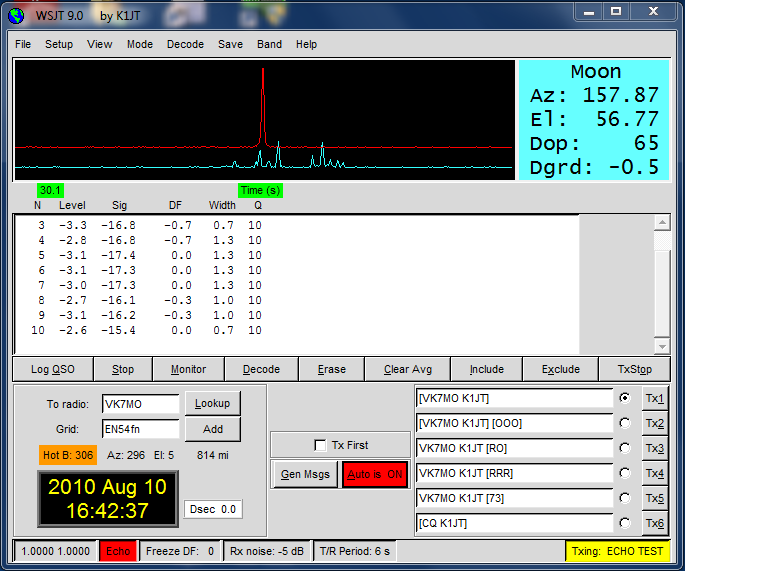 WSJT 9.0 by K1JT
File Setup View Mode Decode Save Band Help
Moon
Az: 157.87
El: 56.77
Dop: 65
Dgrd: -0.5
30.1 Time (s)
N Level Sig DF Width Q
3 -3.3 -16.8 -0.7 0.7 10
4 -2.8 -16.8 -0.7 1.3 10
5 -3.1 -17.4 0.0 1.3 10
6 -3.1 -17.3 0.0 1.3 10
7 -3.0 -17.3 0.0 1.3 10
8 -2.7 -16.1 -0.3 1.0 10
9 -3.1 -16.2 -0.3 1.0 10
10 -2.6 -15.4 0.0 0.7 10
Log QSO Stop Monitor Decode Erase Clear Avg Include Exclude TxStop
To radio: VK7MO Lookup
Grid: EN54fn Add
Hot B: 306 Az: 296 El: 5 814 mi
2010 Aug 10
16:42:37
Dsec 0.0
Tx First
Gen Msgs Auto is ON
[VK7MO K1JT] Tx1
[VK7MO K1JT] [OOO] Tx2
VK7MO K1JT [RO] Tx3
VK7MO K1JT [RRR] Tx4
VK7MO K1JT [73] Tx5
[CQ K1JT] Tx6
1.0000 1.0000 Echo Freeze DF: 0 Rx noise: -5 dB T/R Period: 6 s Txing: ECHO TEST